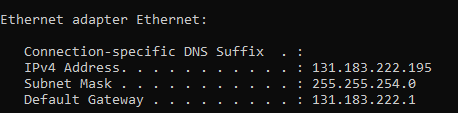 Ethernet adapter Ethernet:
Connection-specific DNS Suffix  . :
IPv4 Address. . . . . . . . . . . : 131.183.222.195
Subnet Mask . . . . . . . . . . . : 255.255.254.0
Default Gateway . . . . . . . . . : 131.183.222.1